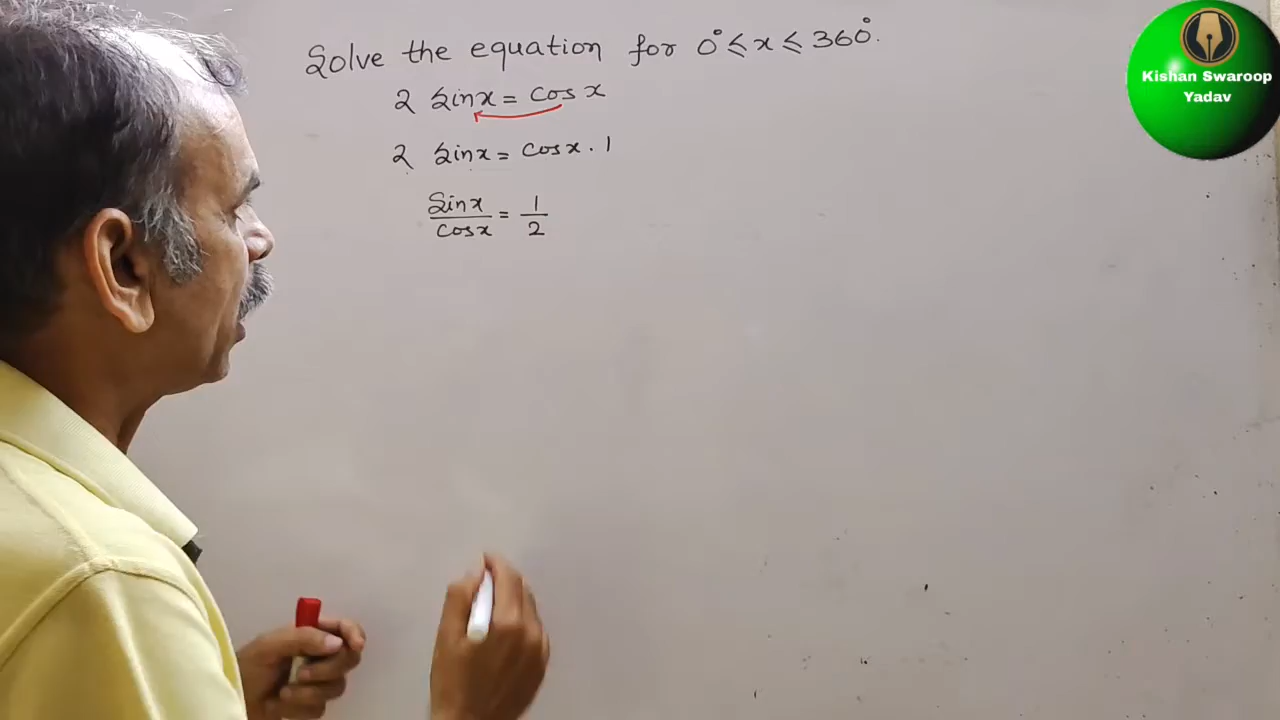 Solve the equation for 0° ≤ x ≤ 360°.
2 Sinx = cos x
2 Sinx = cosx . 1
Sinx/cosx = 1/2
Kishan Swaroop
Yadav